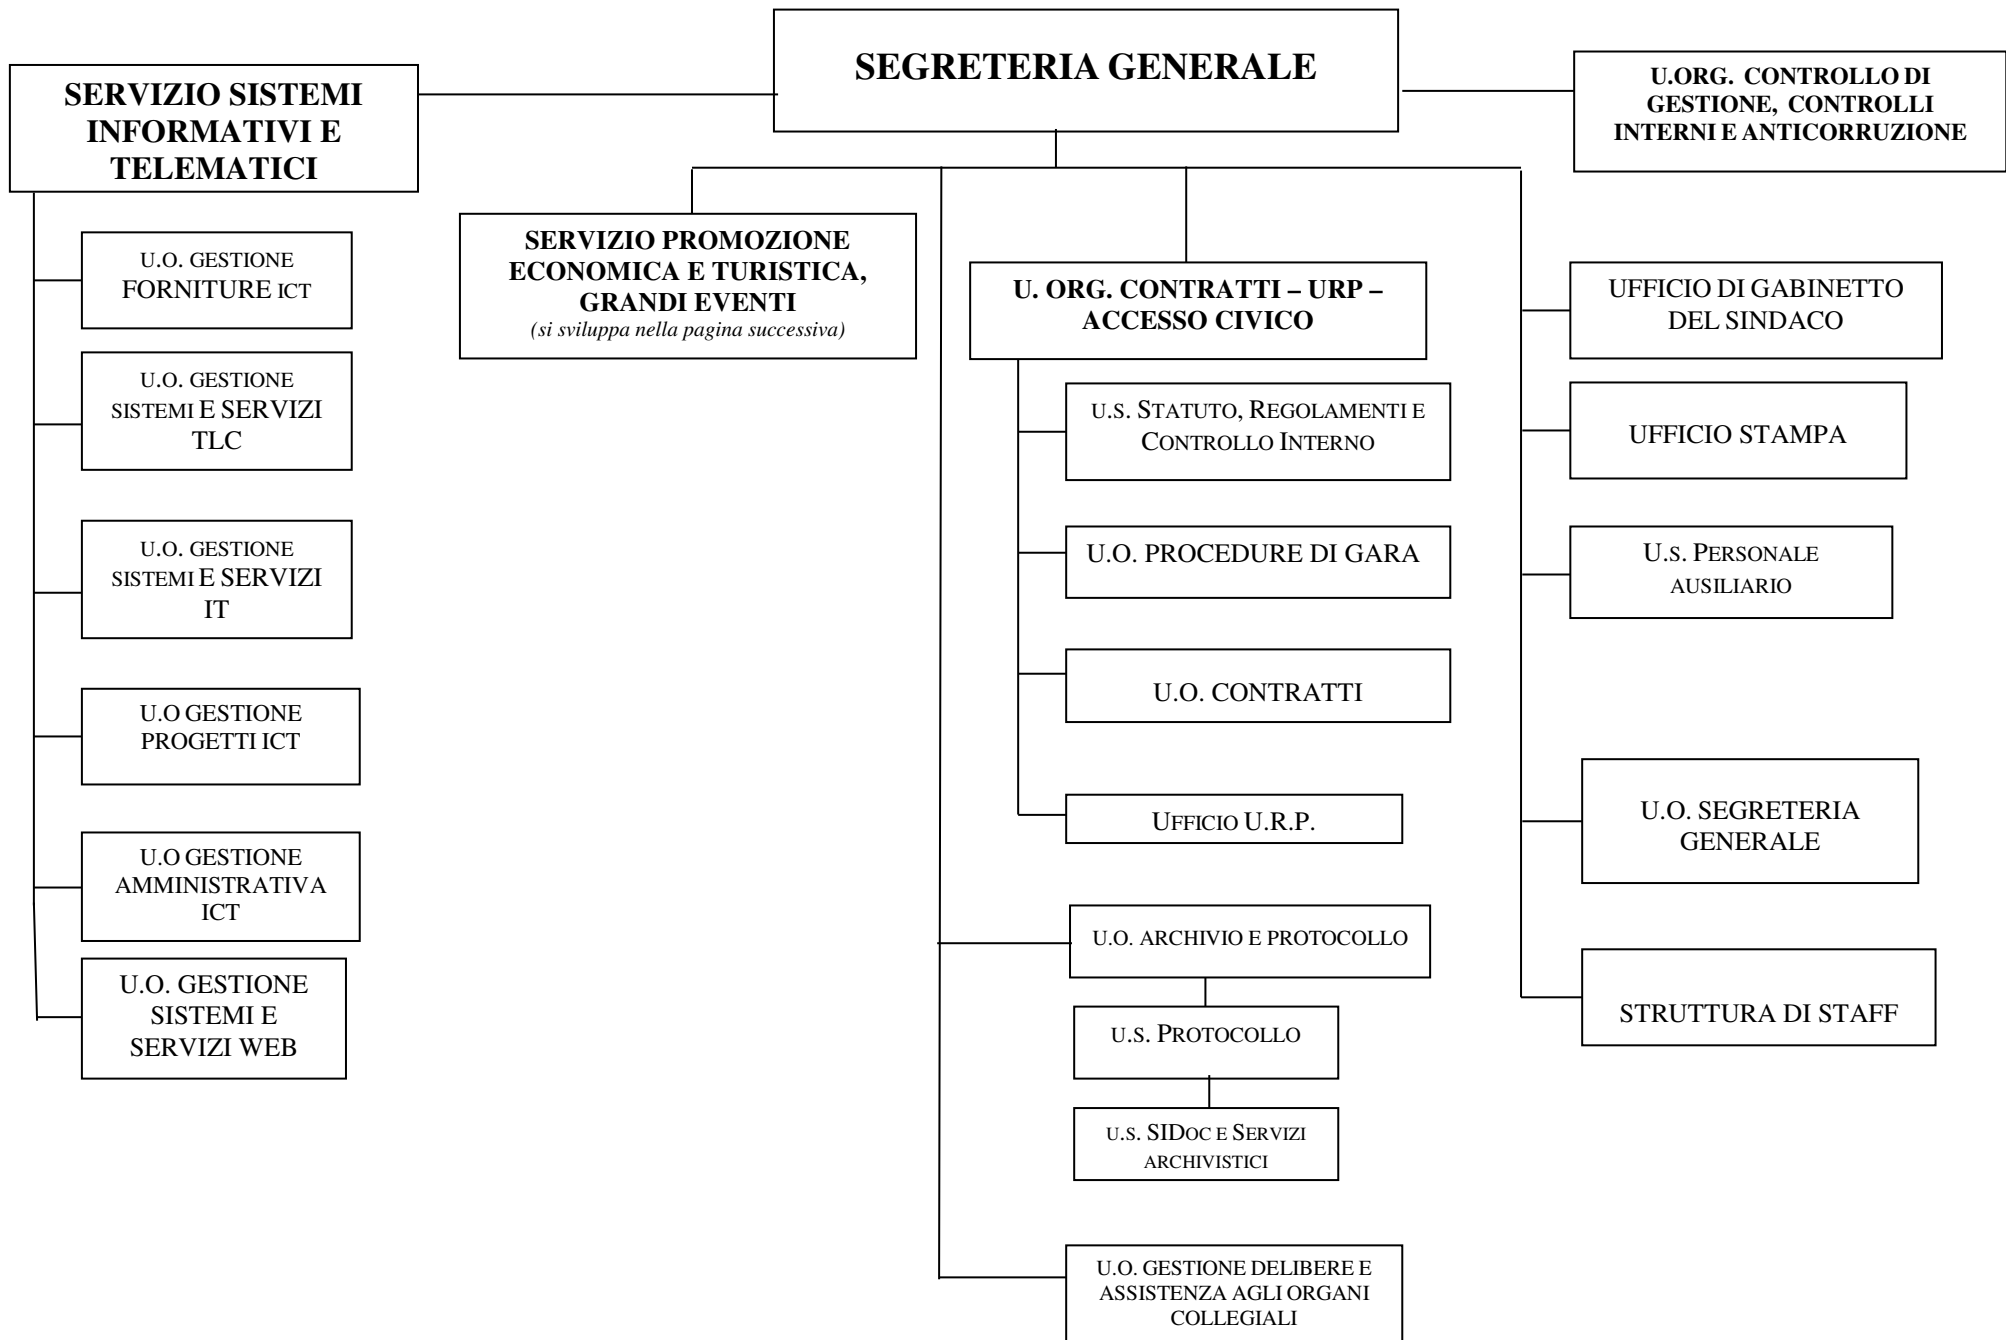 SEGRETERIA GENERALE
SERVIZIO SISTEMI
INFORMATIVI E
TELEMATICI
U.ORG. CONTROLLO DI
GESTIONE, CONTROLLI
INTERNI E ANTICORRUZIONE
U.O. GESTIONE
FORNITURE ICT
U.O. GESTIONE
SISTEMI E SERVIZI
TLC
U.O. GESTIONE
SISTEMI E SERVIZI
IT
U.O GESTIONE
PROGETTI ICT
U.O GESTIONE
AMMINISTRATIVA
ICT
U.O. GESTIONE
SISTEMI E
SERVIZI WEB
SERVIZIO PROMOZIONE
ECONOMICA E TURISTICA,
GRANDI EVENTI
(si sviluppa nella pagina successiva)
U. ORG. CONTRATTI – URP –
ACCESSO CIVICO
U.S. STATUTO, REGOLAMENTI E
CONTROLLO INTERNO
U.O. PROCEDURE DI GARA
U.O. CONTRATTI
UFFICIO U.R.P.
U.O. ARCHIVIO E PROTOCOLLO
U.S. PROTOCOLLO
U.S. SIDOC E SERVIZI
ARCHIVISTICI
U.O. GESTIONE DELIBERE E
ASSISTENZA AGLI ORGANI
COLLEGIALI
UFFICIO DI GABINETTO
DEL SINDACO
UFFICIO STAMPA
U.S. PERSONALE
AUSILIARIO
U.O. SEGRETERIA
GENERALE
STRUTTURA DI STAFF